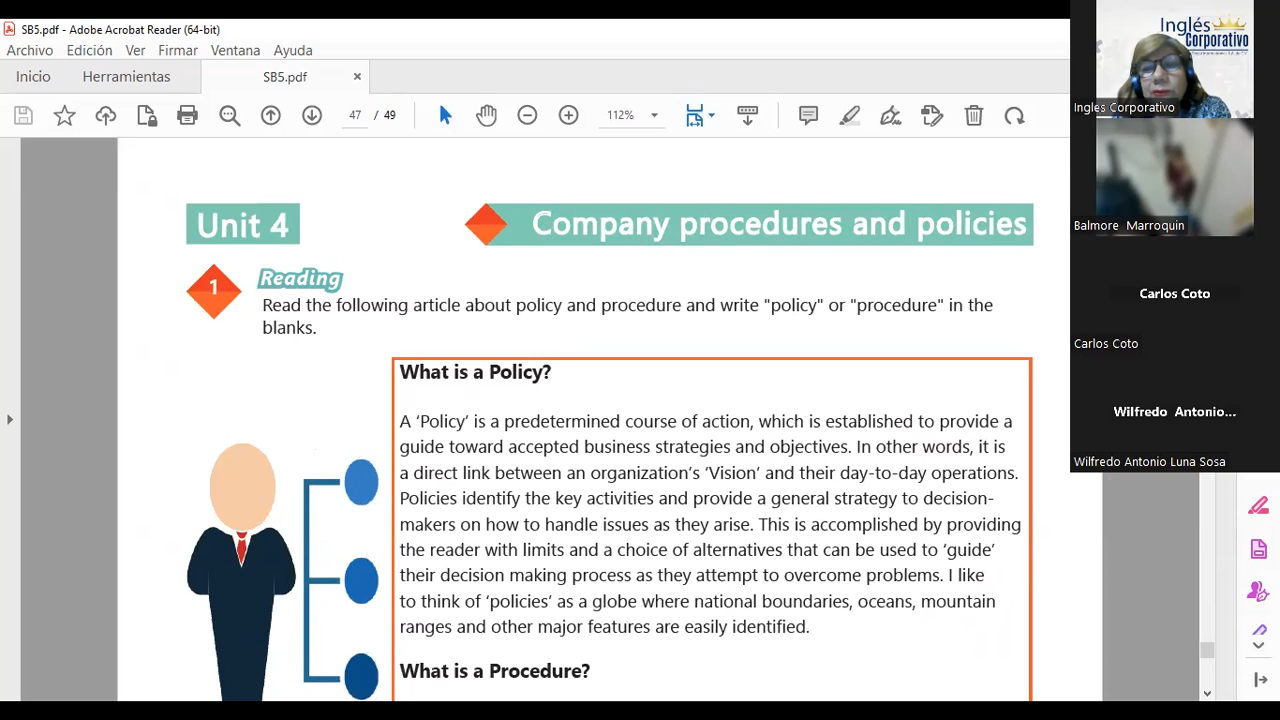 SB5.pdf - Adobe Acrobat Reader (64-bit)
Archivo Edición Ver Firmar Ventana Ayuda
Inicio Herramientas SB5.pdf ×
47 / 49 112%
Unit 4
Company procedures and policies
1
Reading
Read the following article about policy and procedure and write "policy" or "procedure" in the
blanks.
What is a Policy?
A ‘Policy’ is a predetermined course of action, which is established to provide a
guide toward accepted business strategies and objectives. In other words, it is
a direct link between an organization’s ‘Vision’ and their day-to-day operations.
Policies identify the key activities and provide a general strategy to decision-
makers on how to handle issues as they arise. This is accomplished by providing
the reader with limits and a choice of alternatives that can be used to ‘guide’
their decision making process as they attempt to overcome problems. I like
to think of ‘policies’ as a globe where national boundaries, oceans, mountain
ranges and other major features are easily identified.
What is a Procedure?
Inglés
Corporativo
Ingles Corporativo
Balmore Marroquin
Carlos Coto
Carlos Coto
Wilfredo Antonio...
Wilfredo Antonio Luna Sosa